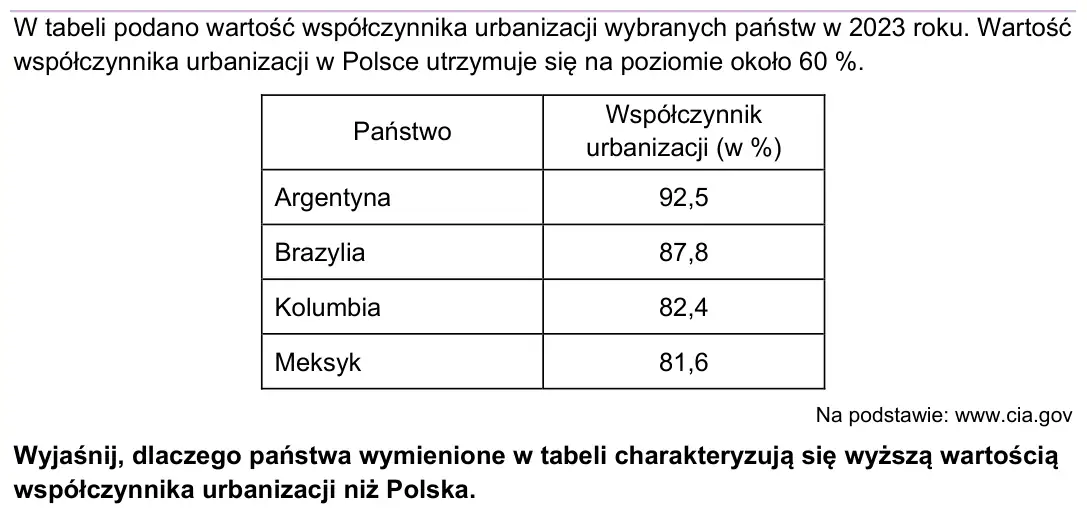 W tabeli podano wartość współczynnika urbanizacji wybranych państw w 2023 roku. Wartość
współczynnika urbanizacji w Polsce utrzymuje się na poziomie około 60 %.
Państwo
Współczynnik
urbanizacji (w %)
Argentyna 92,5
Brazylia 87,8
Kolumbia 82,4
Meksyk 81,6
Na podstawie: www.cia.gov
Wyjaśnij, dlaczego państwa wymienione w tabeli charakteryzują się wyższą wartością
współczynnika urbanizacji niż Polska.